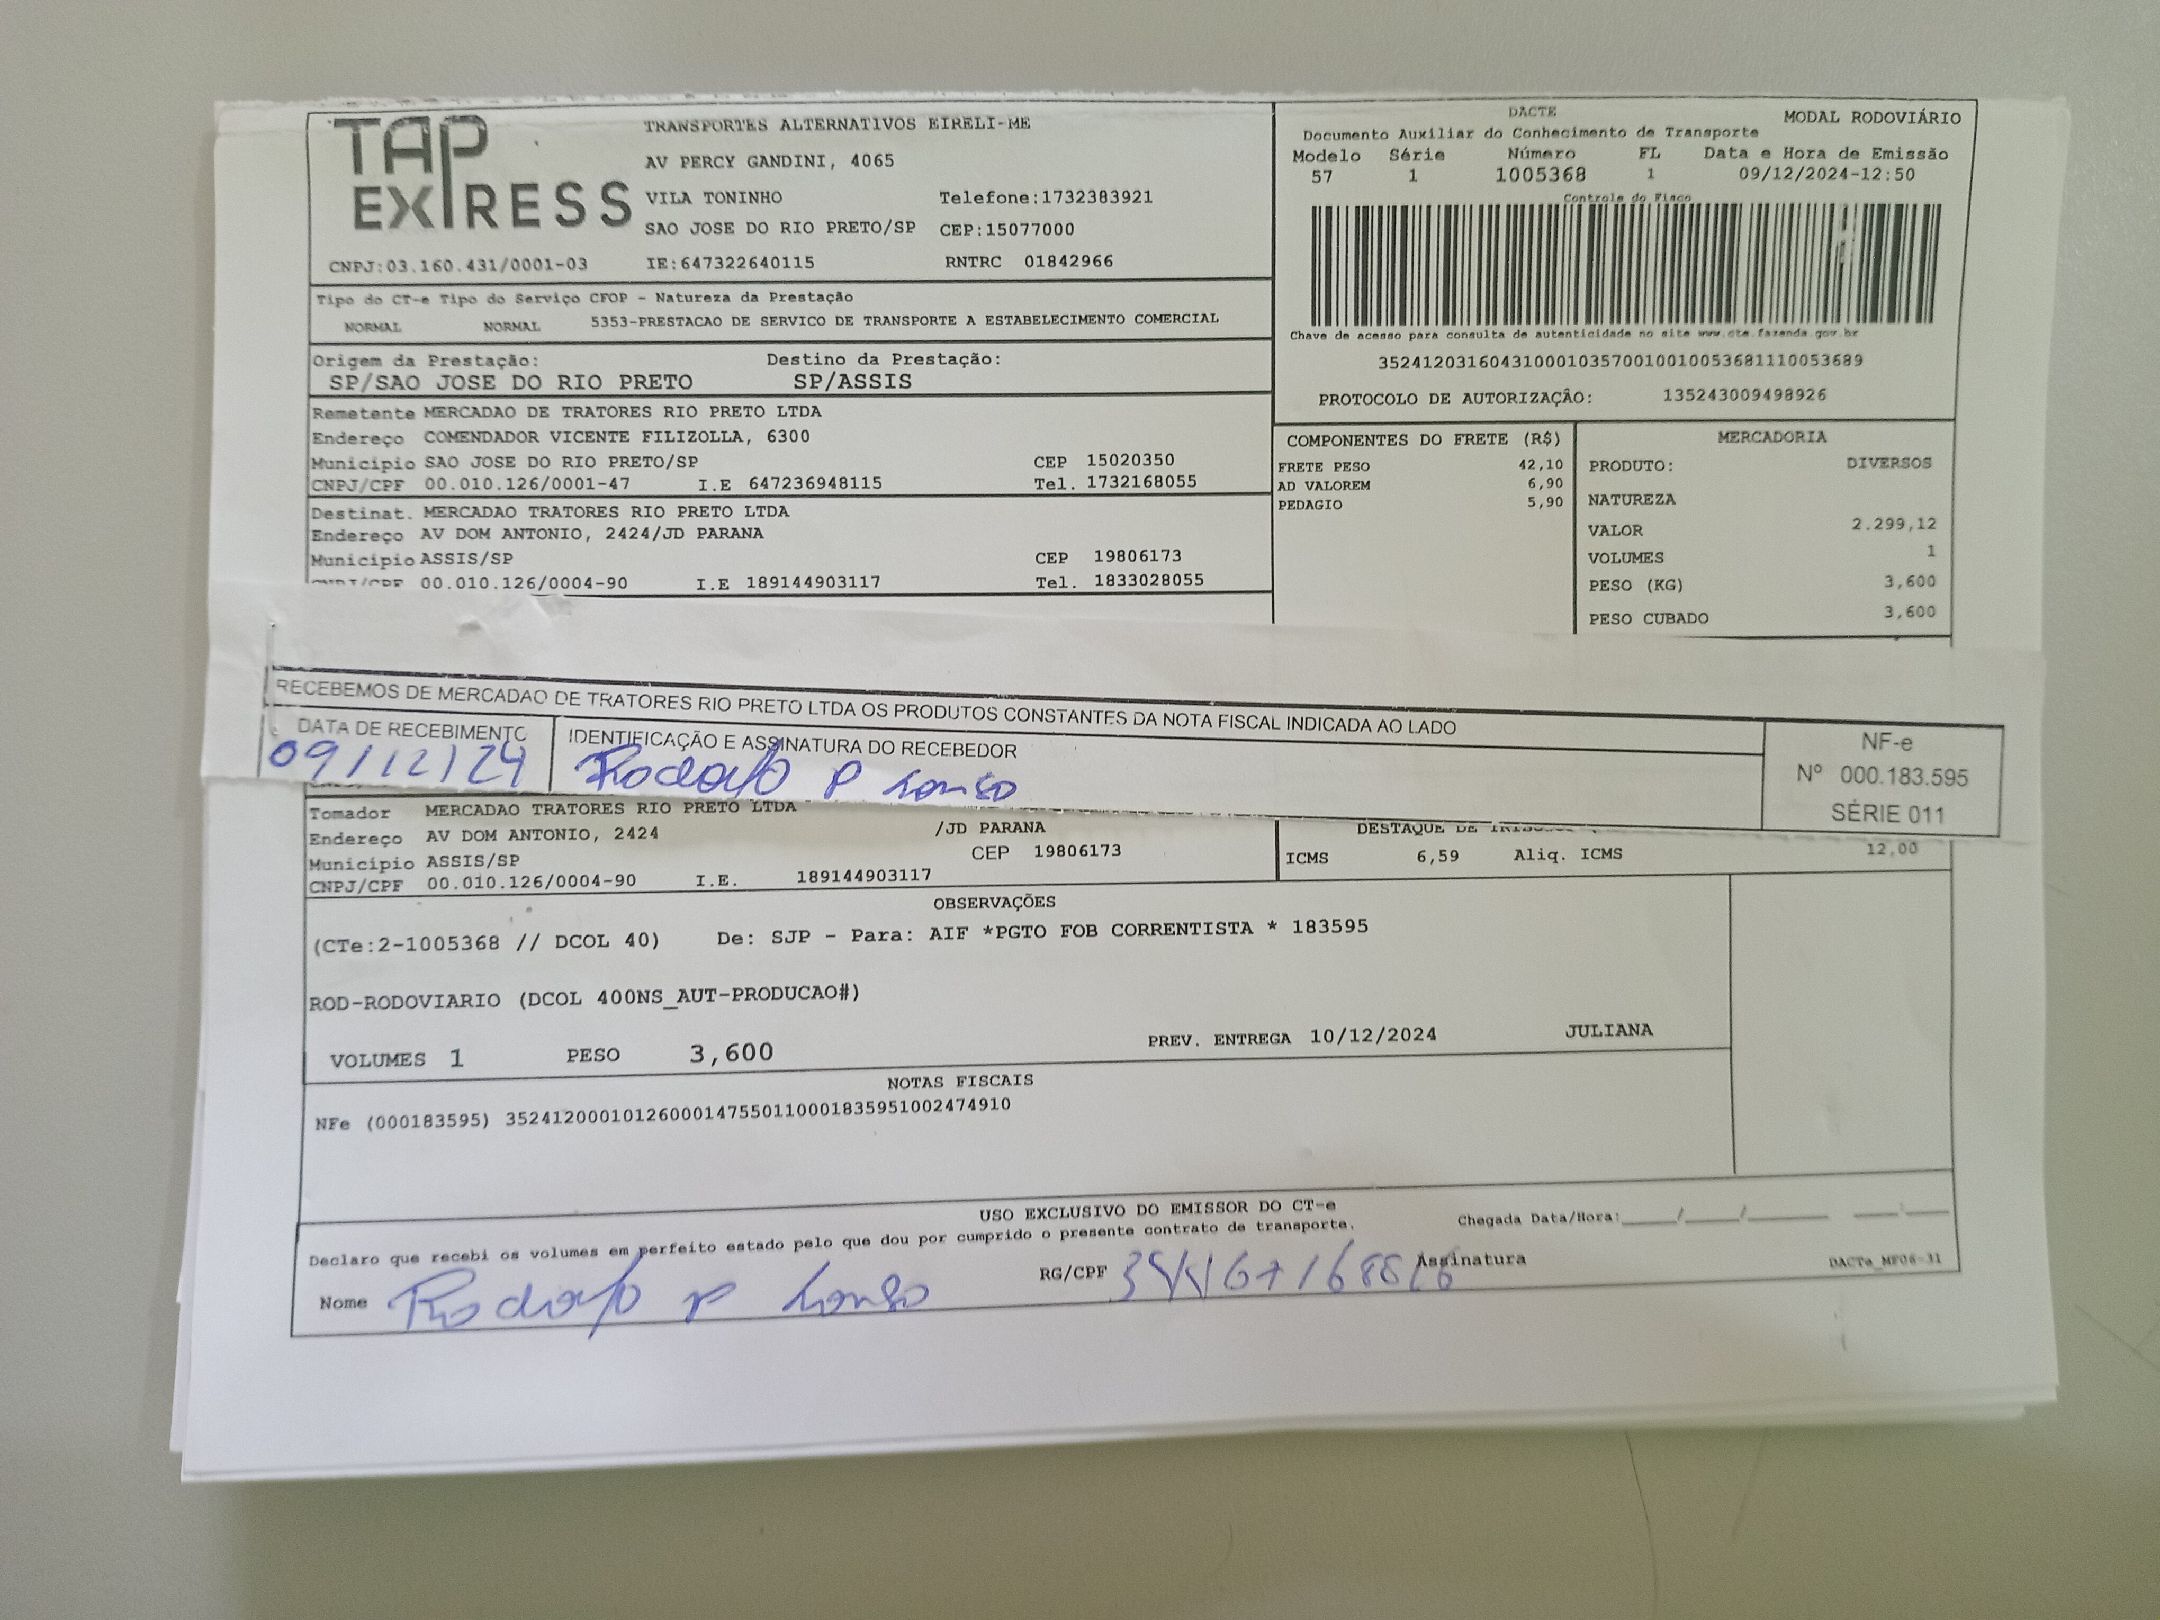 TAP EXPRESS
TRANSPORTES ALTERNATIVOS EIRELI-ME
AV PERCY GANDINI, 4065
VILA TONINHO Telefone:1732383921
SAO JOSE DO RIO PRETO/SP CEP:15077000
CNPJ:03.160.431/0001-03 IE:647322640115 RNTRC 01842966
DACTE MODAL RODOVIÁRIO
Documento Auxiliar do Conhecimento de Transporte
Modelo Série Número FL Data e Hora de Emissão
57 1 1005368 1 09/12/2024-12:50
Controle do Fisco
Chave de acesso para consulta de autenticidade no site www.cte.fazenda.gov.br
35241203160431000103570010010053681110053689
PROTOCOLO DE AUTORIZAÇÃO: 135243009498926
Tipo do CT-e Tipo do Serviço CFOP - Natureza da Prestação
NORMAL NORMAL 5353-PRESTACAO DE SERVICO DE TRANSPORTE A ESTABELECIMENTO COMERCIAL
Origem da Prestação: Destino da Prestação:
SP/SAO JOSE DO RIO PRETO SP/ASSIS
Remetente MERCADAO DE TRATORES RIO PRETO LTDA
Endereço COMENDADOR VICENTE FILIZOLLA, 6300
Municipio SAO JOSE DO RIO PRETO/SP CEP 15020350
CNPJ/CPF 00.010.126/0001-47 I.E 647236948115 Tel. 1732168055
Destinat. MERCADAO TRATORES RIO PRETO LTDA
Endereço AV DOM ANTONIO, 2424/JD PARANA
Município ASSIS/SP CEP 19806173
CNPJ/CPF 00.010.126/0004-90 I.E 189144903117 Tel. 1833028055
COMPONENTES DO FRETE (R$)
FRETE PESO 42,10
AD VALOREM 6,90
PEDAGIO 5,90
MERCADORIA
PRODUTO: DIVERSOS
NATUREZA
VALOR 2.299,12
VOLUMES 1
PESO (KG) 3,600
PESO CUBADO 3,600
RECEBEMOS DE MERCADAO DE TRATORES RIO PRETO LTDA OS PRODUTOS CONSTANTES DA NOTA FISCAL INDICADA AO LADO
DATA DE RECEBIMENTO IDENTIFICAÇÃO E ASSINATURA DO RECEBEDOR
09/12/24 Rodolfo P
NF-e
Nº 000.183.595
SÉRIE 011
Tomador MERCADAO TRATORES RIO PRETO LTDA
Endereço AV DOM ANTONIO, 2424 /JD PARANA
Município ASSIS/SP CEP 19806173
CNPJ/CPF 00.010.126/0004-90 I.E. 189144903117
DESTAQUE DE
ICMS 6,59 Aliq. ICMS 12,00
OBSERVAÇÕES
(CTe:2-1005368 // DCOL 40) De: SJP - Para: AIF *PGTO FOB CORRENTISTA * 183595
ROD-RODOVIARIO (DCOL 400NS_AUT-PRODUCAO#)
VOLUMES 1 PESO 3,600 PREV. ENTREGA 10/12/2024 JULIANA
NOTAS FISCAIS
NFe (000183595) 35241200010126000147550110001835951002474910
USO EXCLUSIVO DO EMISSOR DO CT-e
Declaro que recebi os volumes em perfeito estado pelo que dou por cumprido o presente contrato de transporte. Chegada Data/Hora:____/____/______ ___:___
Nome Rodolfo P RG/CPF Assinatura DACTe_MF06-31